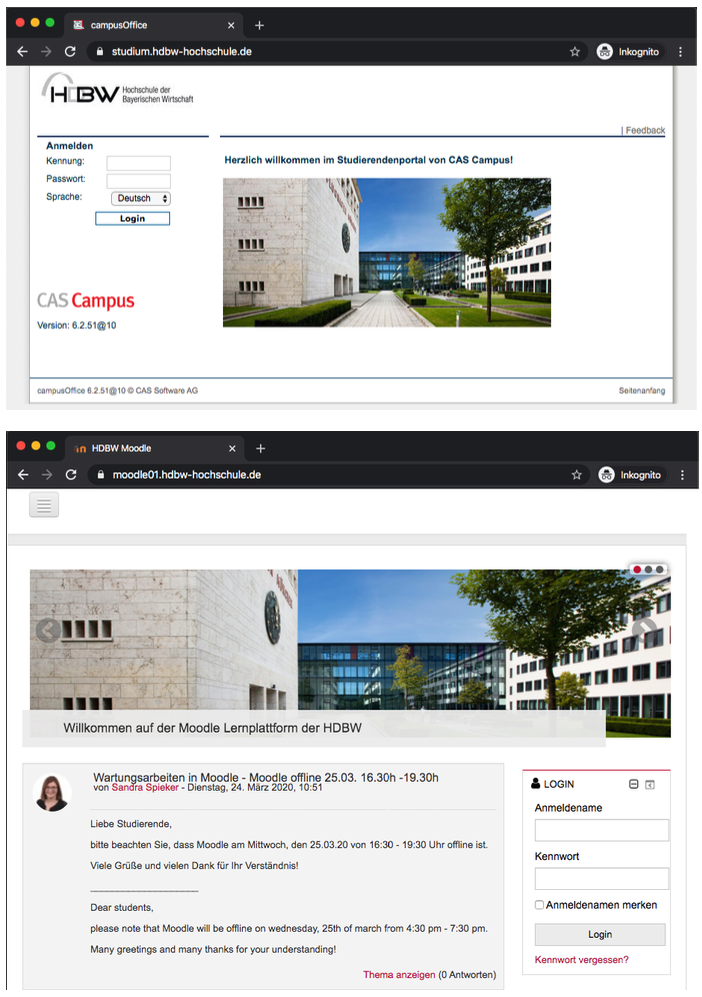 campusOffice
studium.hdbw-hochschule.de
Inkognito
HDBW
Hochschule der
Bayerischen Wirtschaft
| Feedback
Anmelden
Kennung:
Passwort:
Sprache:
Deutsch
Login
Herzlich willkommen im Studierendenportal von CAS Campus!
CAS Campus
Version: 6.2.51@10
campusOffice 6.2.51@10 © CAS Software AG
Seitenanfang
HDBW Moodle
moodle01.hdbw-hochschule.de
Inkognito
Willkommen auf der Moodle Lernplattform der HDBW
Wartungsarbeiten in Moodle - Moodle offline 25.03. 16.30h -19.30h
von Sandra Spieker - Dienstag, 24. März 2020, 10:51
Liebe Studierende,
bitte beachten Sie, dass Moodle am Mittwoch, den 25.03.20 von 16:30 - 19:30 Uhr offline ist.
Viele Grüße und vielen Dank für Ihr Verständnis!
____________________
Dear students,
please note that Moodle will be offline on wednesday, 25th of march from 4:30 pm - 7:30 pm.
Many greetings and many thanks for your understanding!
Thema anzeigen (0 Antworten)
LOGIN
Anmeldename
Kennwort
Anmeldenamen merken
Login
Kennwort vergessen?